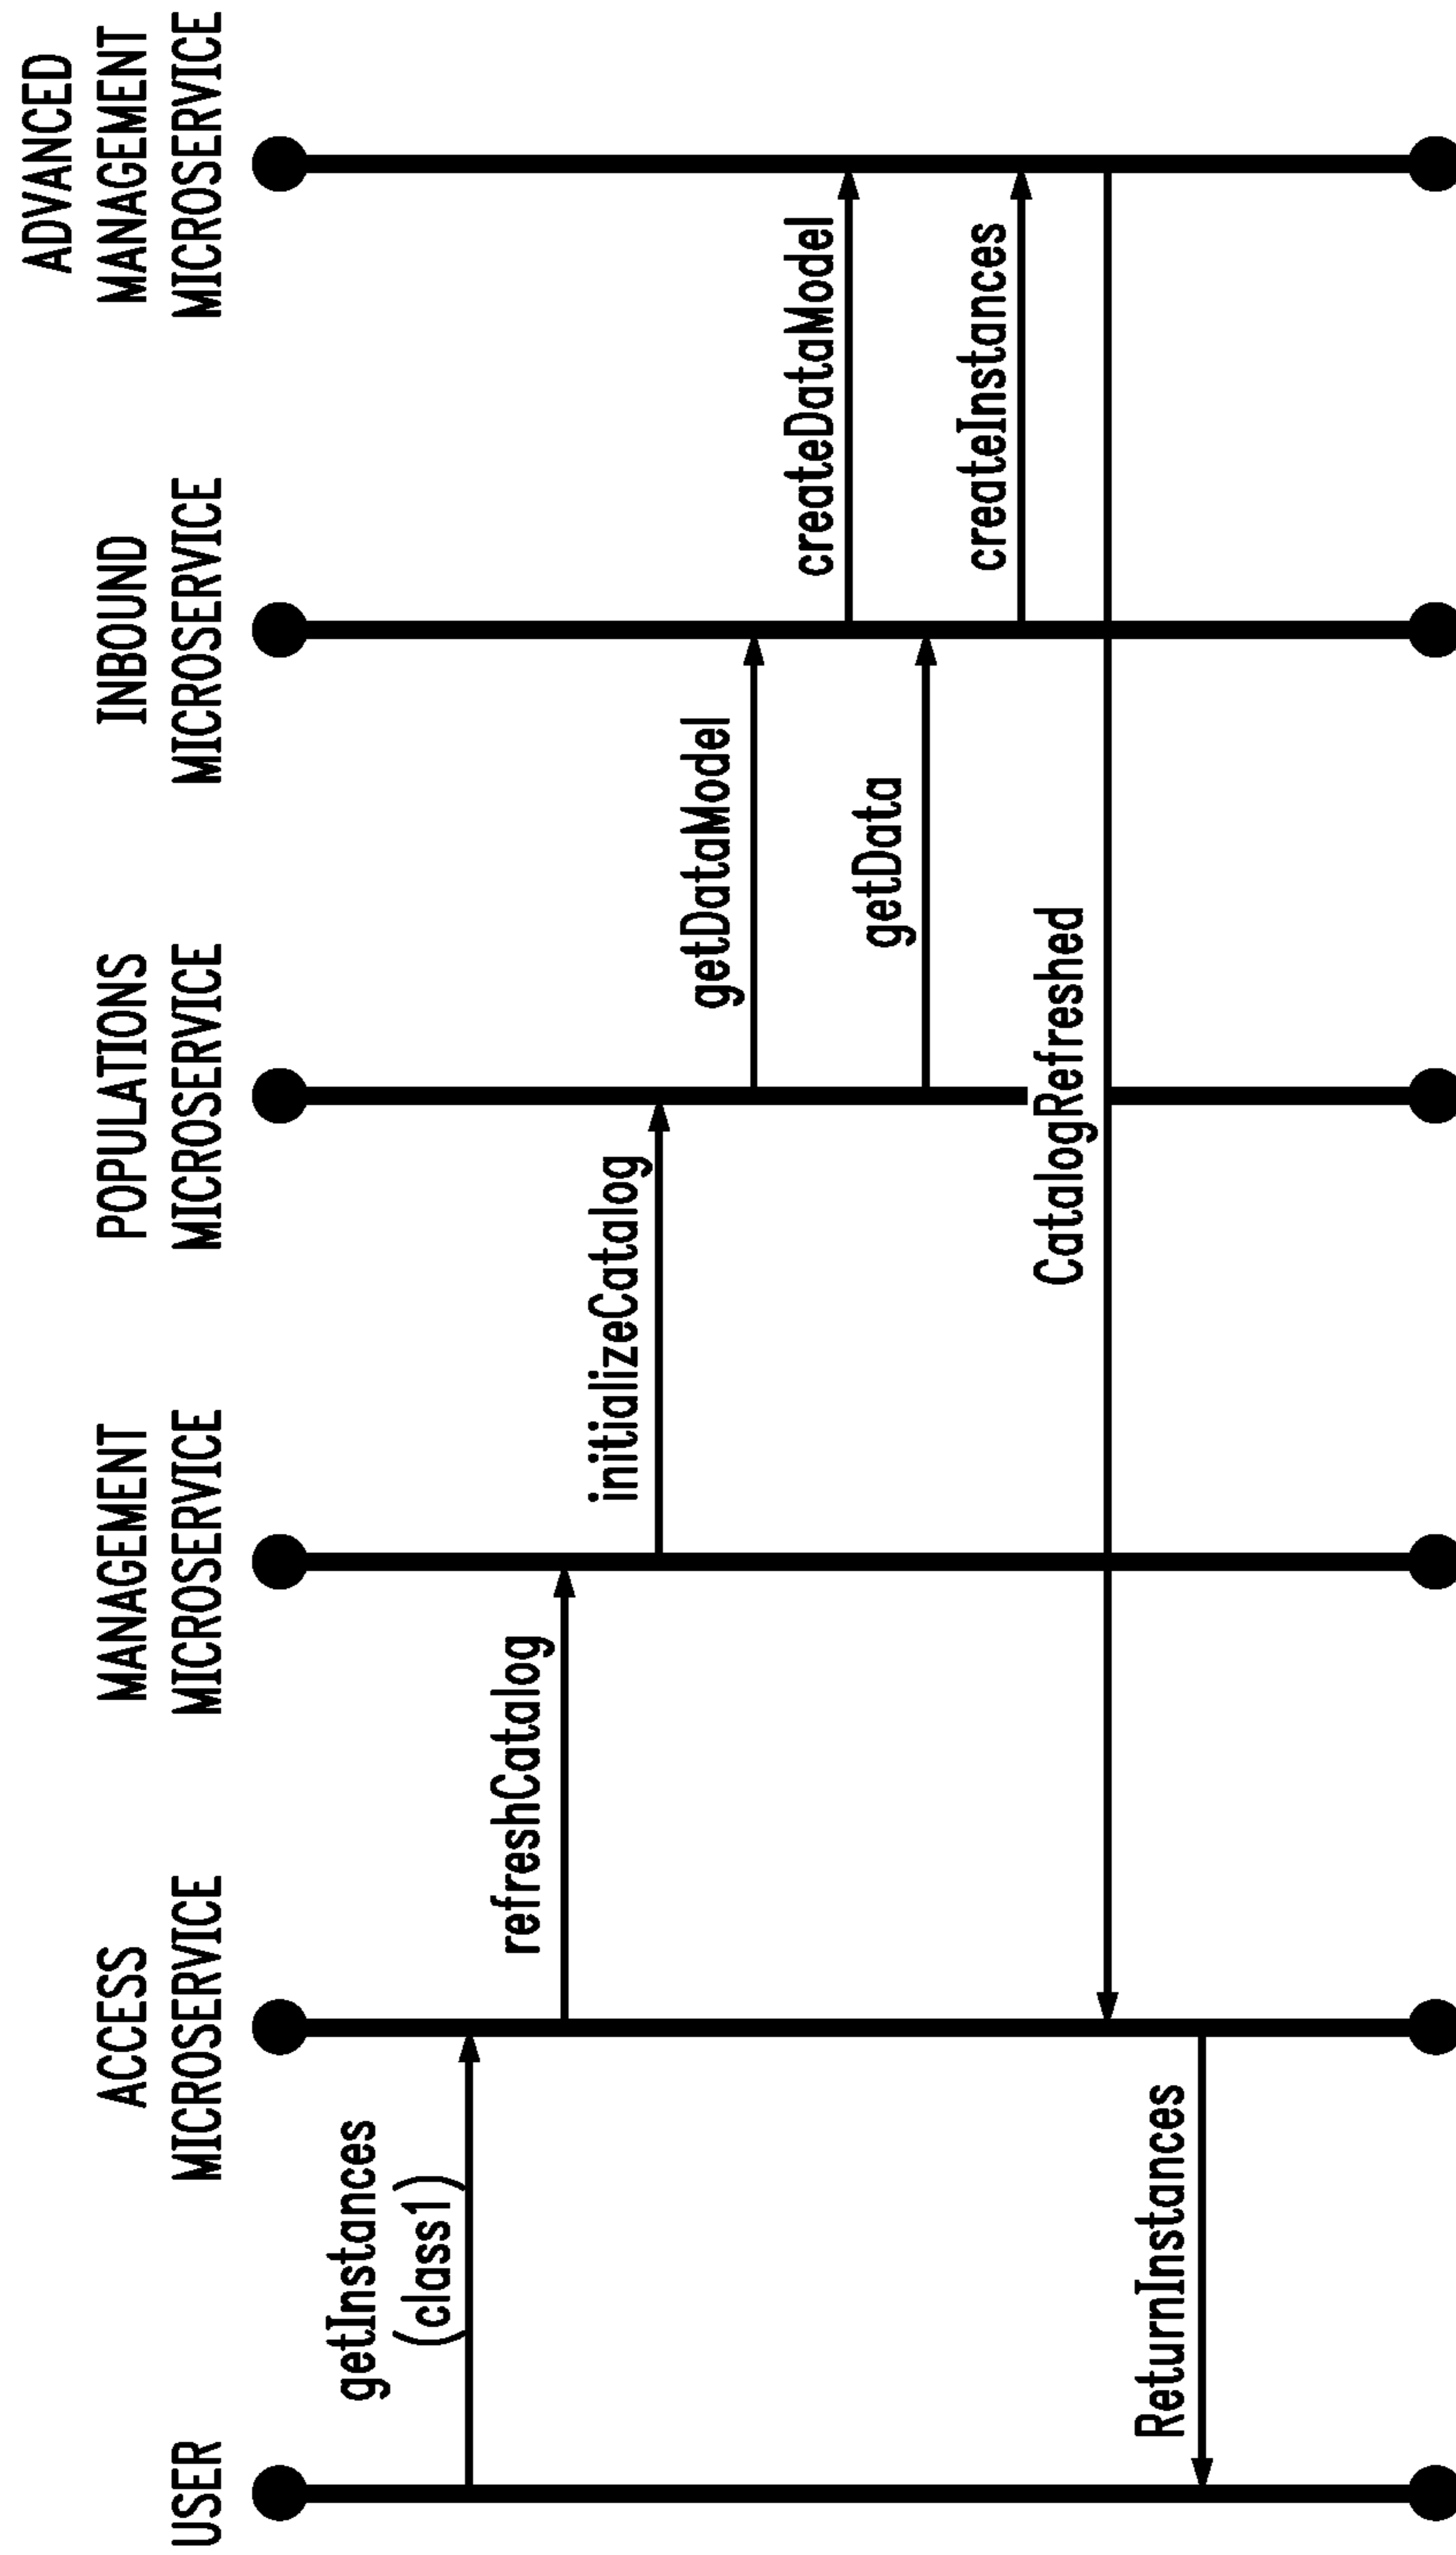 USER
ACCESS
MICROSERVICE
MANAGEMENT
MICROSERVICE
POPULATIONS
MICROSERVICE
INBOUND
MICROSERVICE
ADVANCED
MANAGEMENT
MICROSERVICE
getInstances
(class1)
refreshCatalog
initializeCatalog
getDataModel
createDataModel
getData
createInstances
CatalogRefreshed
ReturnInstances